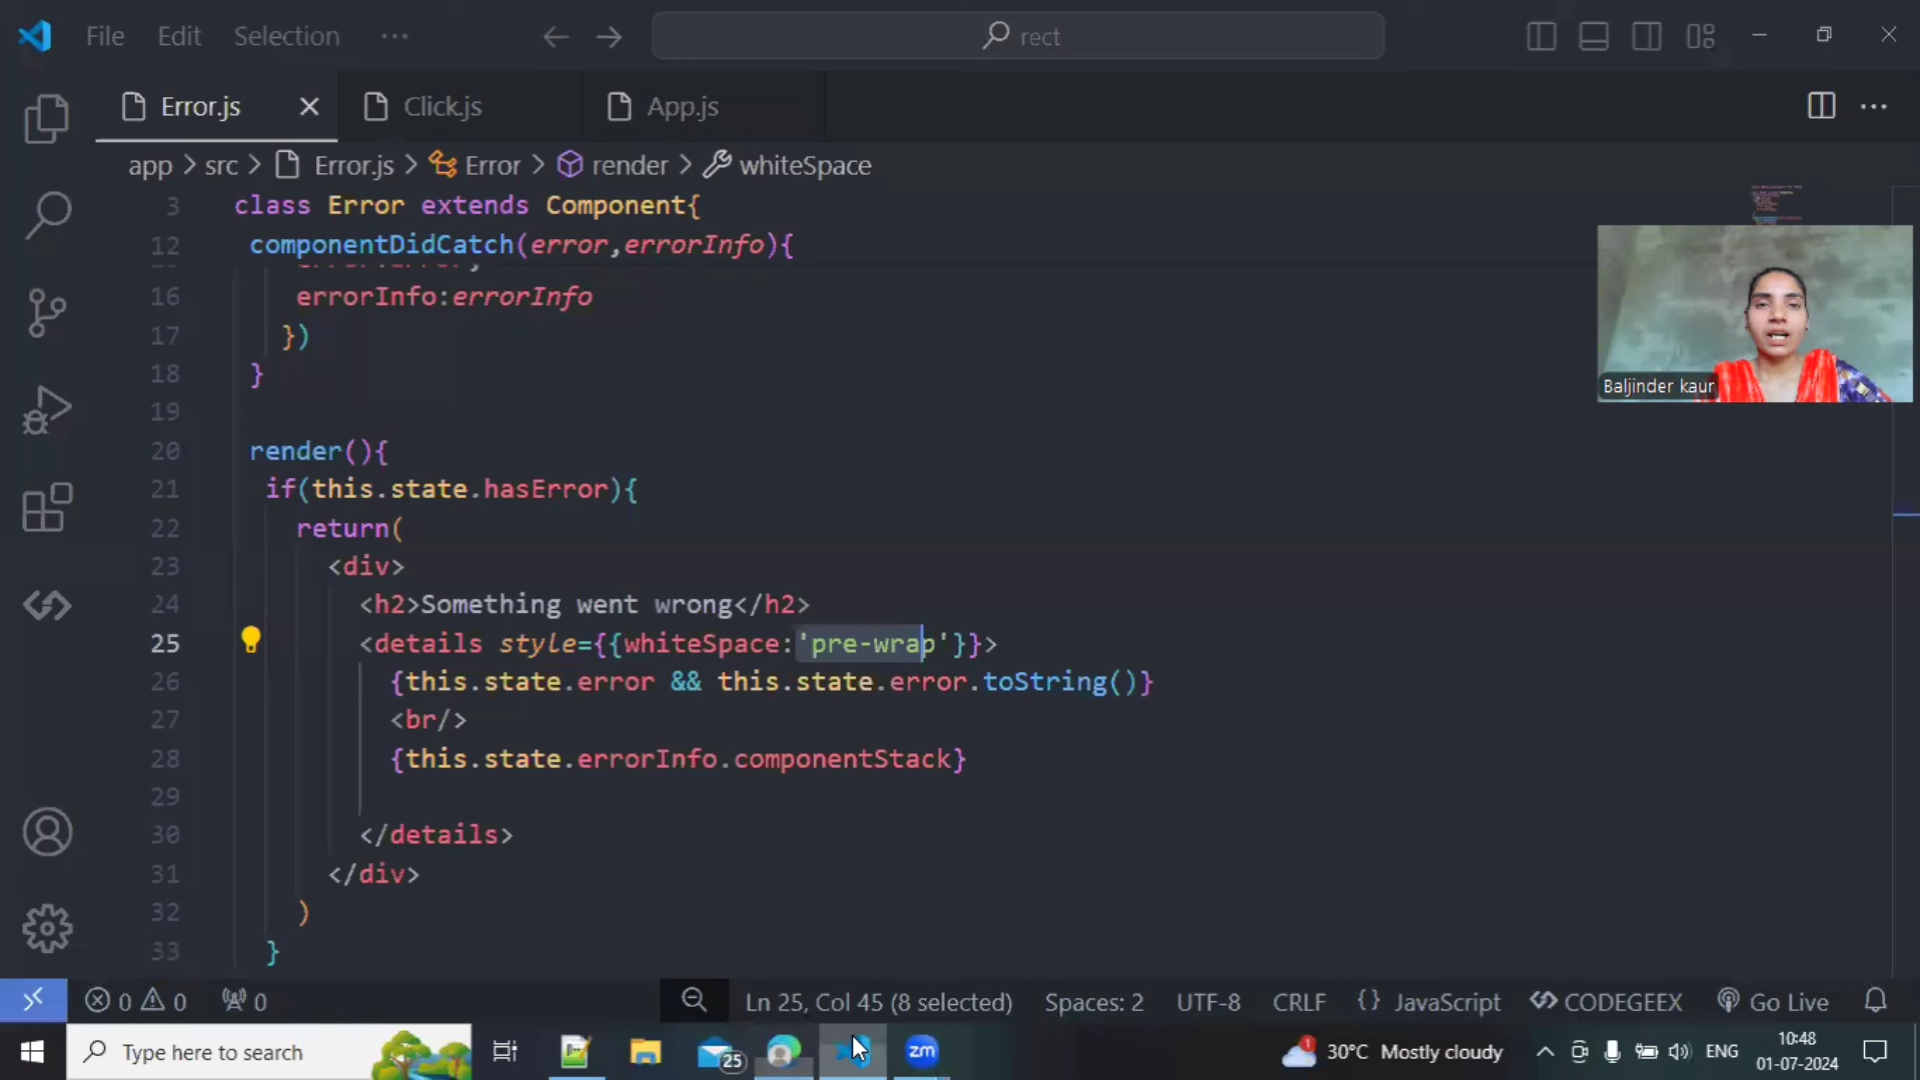 File Edit Selection ···
rect
Error.js Click.js App.js
app > src > Error.js > Error > render > whiteSpace
3 class Error extends Component{
12 componentDidCatch(error,errorInfo){
16 errorInfo:errorInfo
17 })
18 }
19
20 render(){
21 if(this.state.hasError){
22 return(
23 <div>
24 <h2>Something went wrong</h2>
25 <details style={{whiteSpace:'pre-wrap'}}>
26 {this.state.error && this.state.error.toString()}
27 <br/>
28 {this.state.errorInfo.componentStack}
29
30 </details>
31 </div>
32 )
33 }
Baljinder kaur
0 0 0 Ln 25, Col 45 (8 selected) Spaces: 2 UTF-8 CRLF {} JavaScript CODEGEEX Go Live
Type here to search 25 zm 1 30°C Mostly cloudy ENG 10:48
01-07-2024